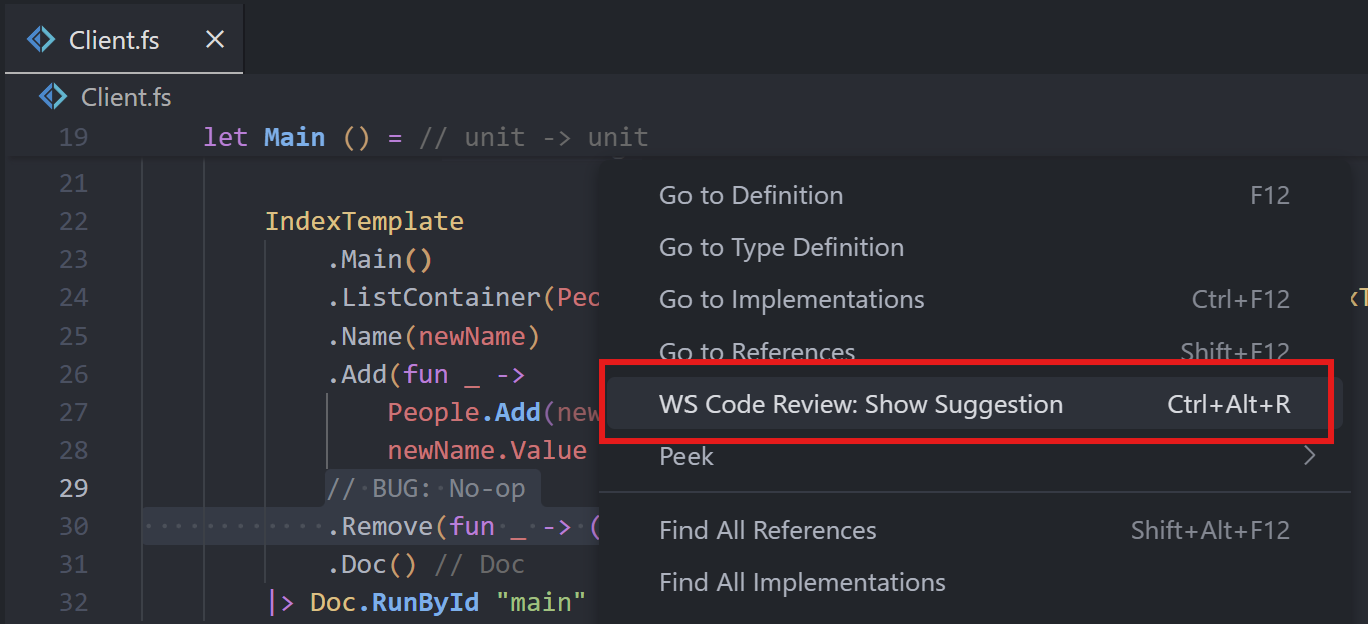 Client.fs
Client.fs
19 let Main () = // unit -> unit
21
22 IndexTemplate
23 .Main()
24 .ListContainer(Peo
25 .Name(newName)
26 .Add(fun _ ->
27 People.Add(new
28 newName.Value
29 // BUG: No-op
30 .Remove(fun _ -> (
31 .Doc() // Doc
32 |> Doc.RunById "main"
Go to Definition F12
Go to Type Definition
Go to Implementations Ctrl+F12
Go to References Shift+F12
WS Code Review: Show Suggestion Ctrl+Alt+R
Peek
Find All References Shift+Alt+F12
Find All Implementations